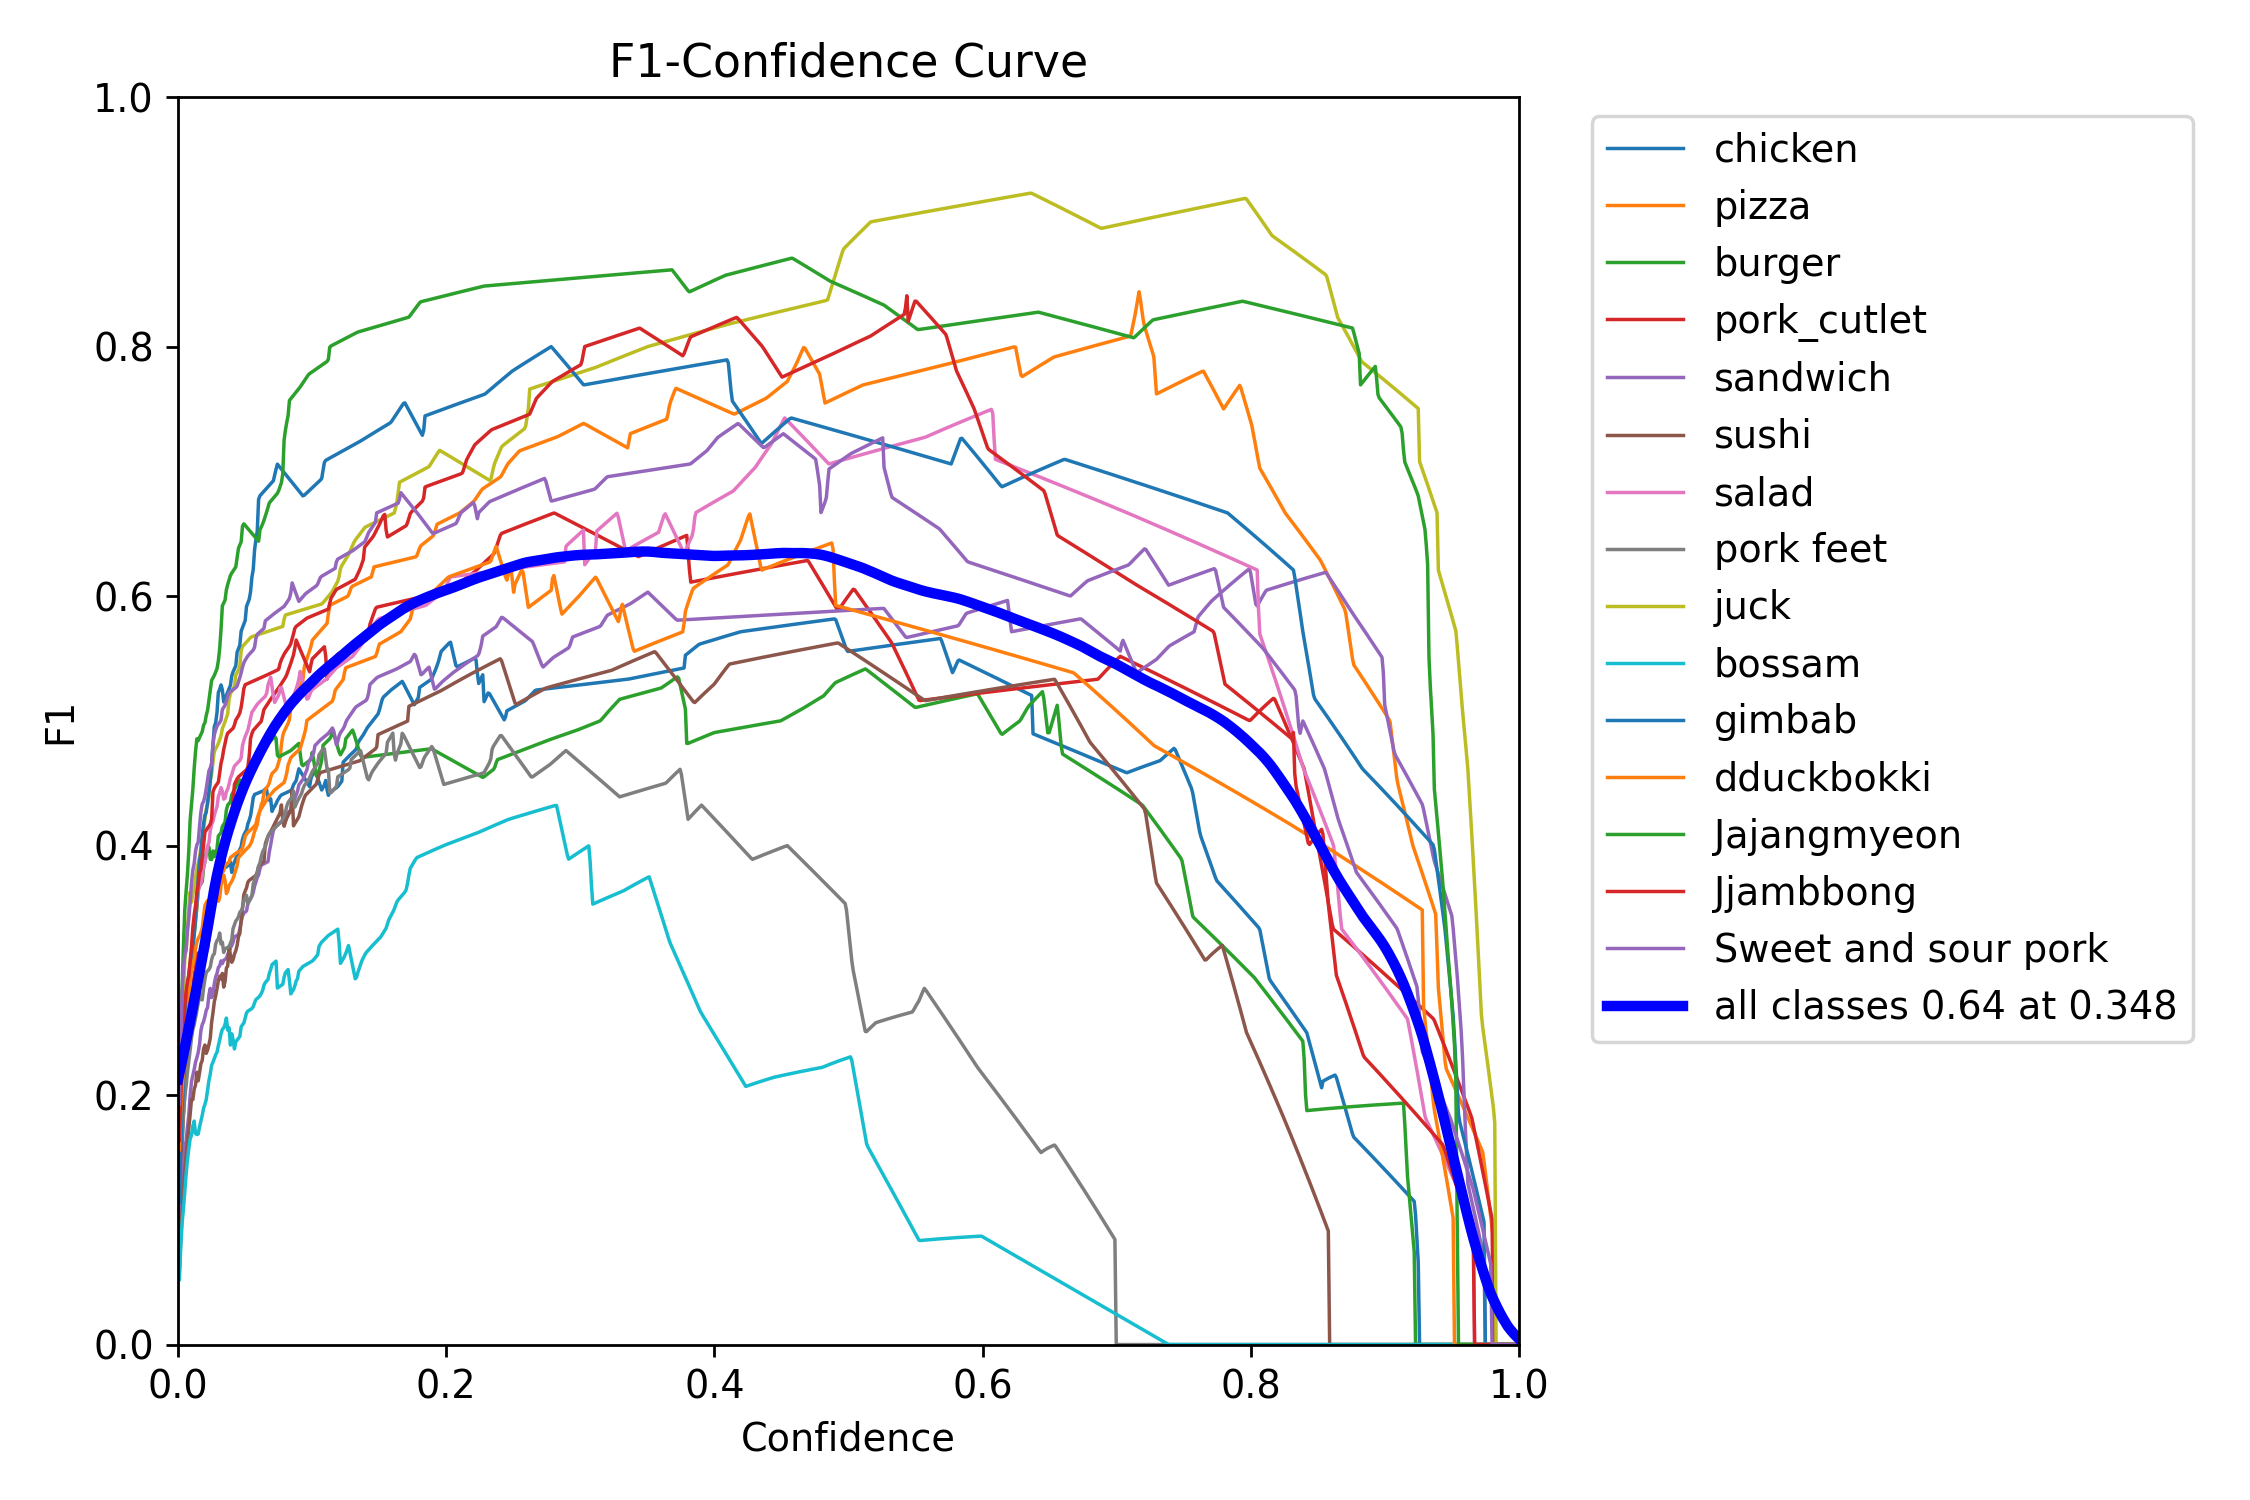 F1-Confidence Curve
1.0
0.8
0.6
0.4
0.2
0.0
F1
0.0 0.2 0.4 0.6 0.8 1.0
Confidence
chicken
pizza
burger
pork_cutlet
sandwich
sushi
salad
pork feet
juck
bossam
gimbab
dduckbokki
Jajangmyeon
Jjambbong
Sweet and sour pork
all classes 0.64 at 0.348